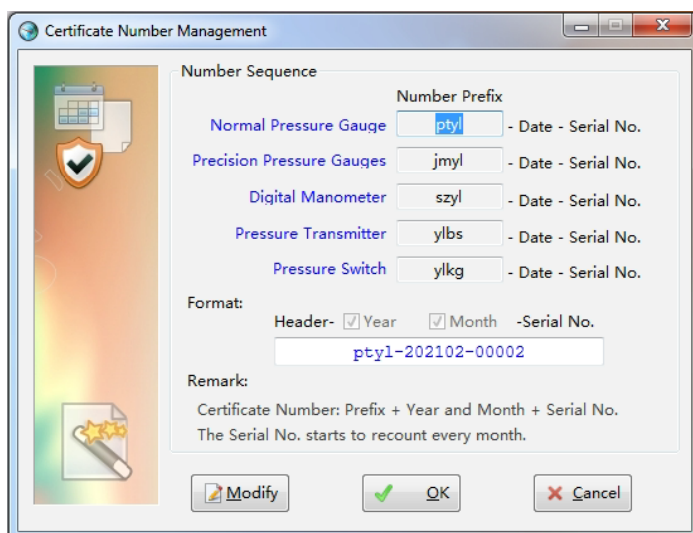 Certificate Number Management
Number Sequence
Number Prefix
Normal Pressure Gauge ptyl - Date - Serial No.
Precision Pressure Gauges jmyl - Date - Serial No.
Digital Manometer szyl - Date - Serial No.
Pressure Transmitter ylbs - Date - Serial No.
Pressure Switch ylkg - Date - Serial No.
Format:
Header- Year Month -Serial No.
ptyl-202102-00002
Remark:
Certificate Number: Prefix + Year and Month + Serial No.
The Serial No. starts to recount every month.
Modify OK Cancel